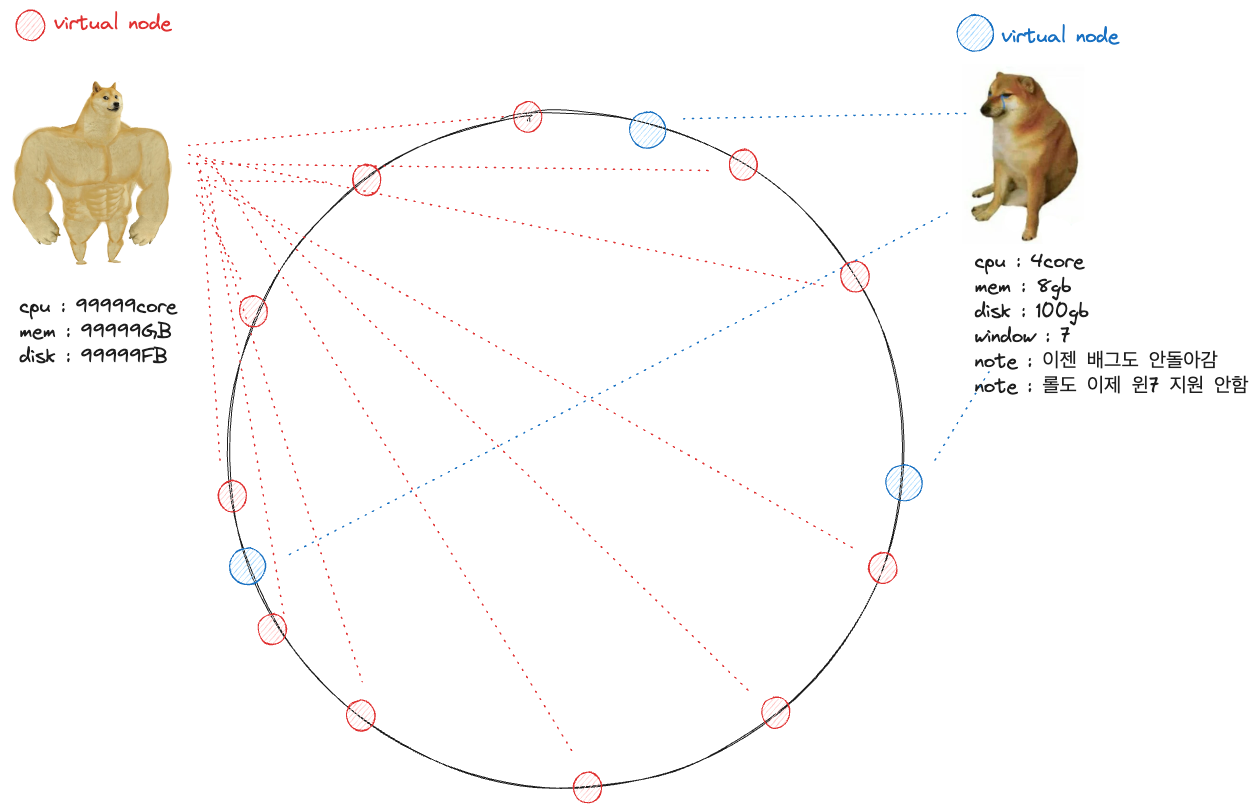 virtual node
virtual node
cpu : 99999core
mem : 99999GB
disk : 99999FB
cpu : 4core
mem : 8gb
disk : 100gb
window : 7
note : 이젠 배그도 안돌아감
note : 롤도 이제 윈7 지원 안함